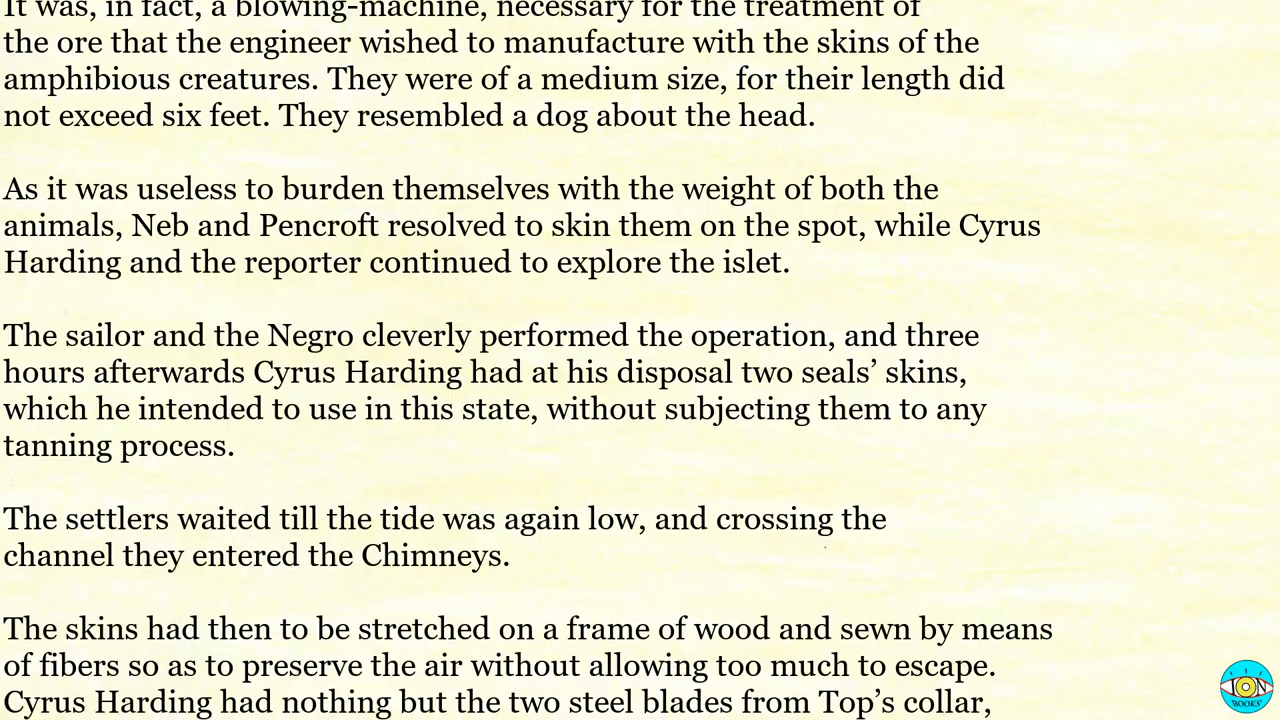 It was, in fact, a blowing-machine, necessary for the treatment of
the ore that the engineer wished to manufacture with the skins of the
amphibious creatures. They were of a medium size, for their length did
not exceed six feet. They resembled a dog about the head.
As it was useless to burden themselves with the weight of both the
animals, Neb and Pencroft resolved to skin them on the spot, while Cyrus
Harding and the reporter continued to explore the islet.
The sailor and the Negro cleverly performed the operation, and three
hours afterwards Cyrus Harding had at his disposal two seals’ skins,
which he intended to use in this state, without subjecting them to any
tanning process.
The settlers waited till the tide was again low, and crossing the
channel they entered the Chimneys.
The skins had then to be stretched on a frame of wood and sewn by means
of fibers so as to preserve the air without allowing too much to escape.
Cyrus Harding had nothing but the two steel blades from Top’s collar,
ION
BOOKS